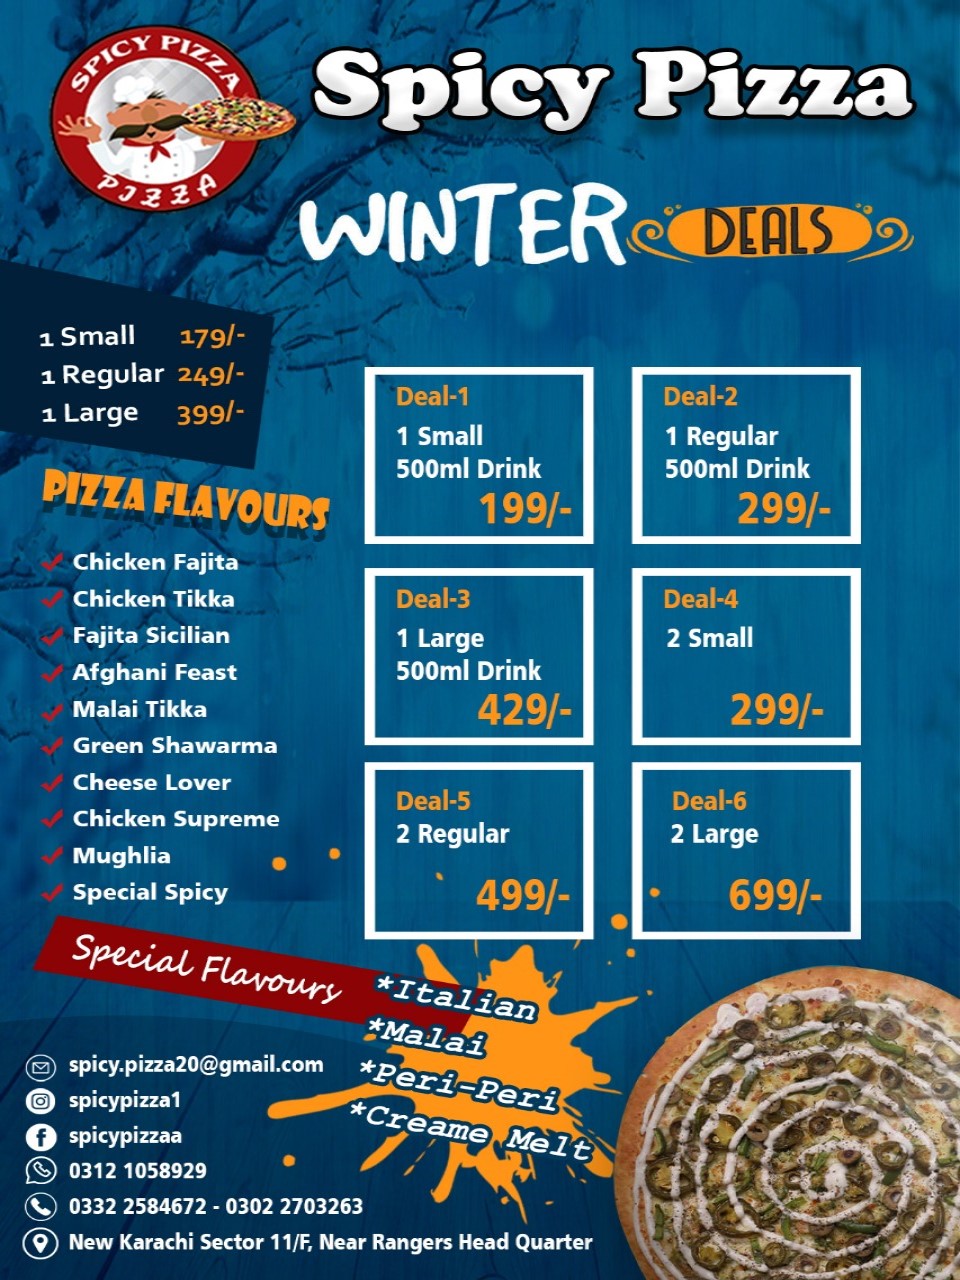 SPICY PIZZA
PIZZA
Spicy Pizza
WINTER DEALS
1 Small 179/-
1 Regular 249/-
1 Large 399/-
PIZZA FLAVOURS
Chicken Fajita
Chicken Tikka
Fajita Sicilian
Afghani Feast
Malai Tikka
Green Shawarma
Cheese Lover
Chicken Supreme
Mughlia
Special Spicy
Deal-1
1 Small
500ml Drink
199/-
Deal-2
1 Regular
500ml Drink
299/-
Deal-3
1 Large
500ml Drink
429/-
Deal-4
2 Small
299/-
Deal-5
2 Regular
499/-
Deal-6
2 Large
699/-
Special Flavours
*Italian
*Malai
*Peri-Peri
*Creame Melt
spicy.pizza20@gmail.com
spicypizza1
spicypizzaa
0312 1058929
0332 2584672 - 0302 2703263
New Karachi Sector 11/F, Near Rangers Head Quarter